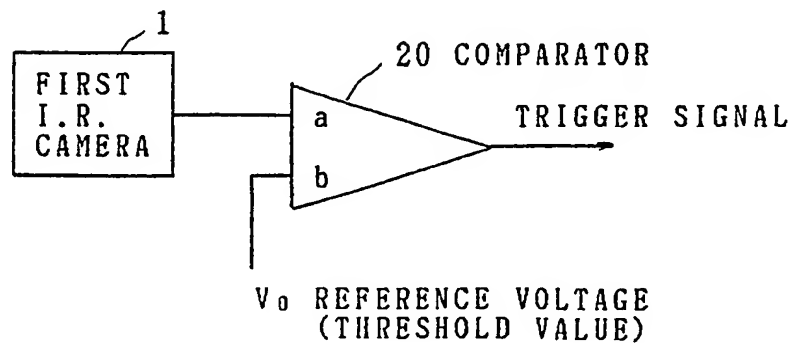 1
FIRST
I.R.
CAMERA
20 COMPARATOR
a
b
TRIGGER SIGNAL
V0 REFERENCE VOLTAGE
(THRESHOLD VALUE)